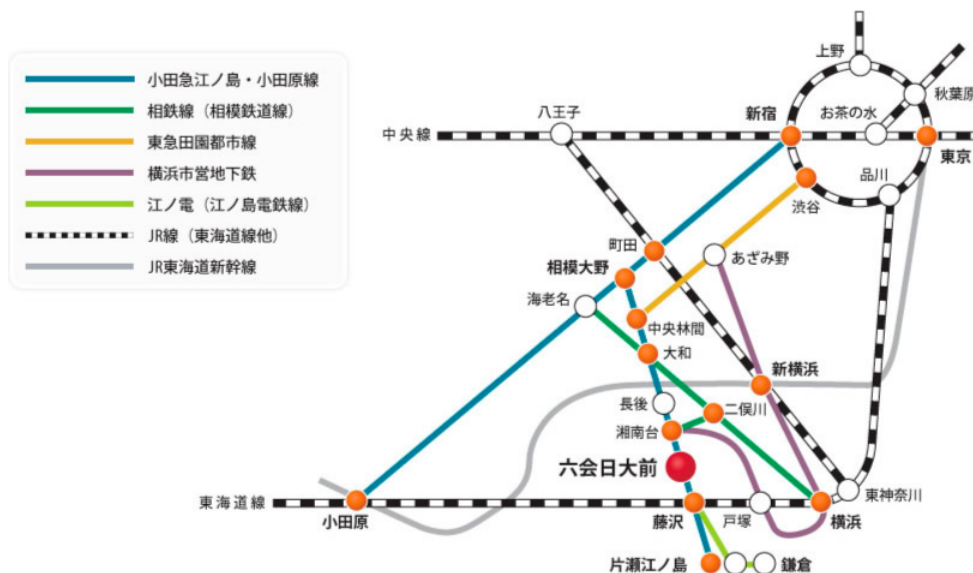 小田急江ノ島・小田原線
相鉄線（相模鉄道線）
東急田園都市線
横浜市営地下鉄
江ノ電（江ノ島電鉄線）
JR線（東海道線他）
JR東海道新幹線
上野
秋葉原
お茶の水
八王子
新宿
中央線
東京
品川
渋谷
町田
あざみ野
相模大野
海老名
中央林間
大和
新横浜
長後
二俣川
湘南台
六会日大前
東神奈川
東海道線
小田原
藤沢
戸塚
横浜
片瀬江ノ島
鎌倉